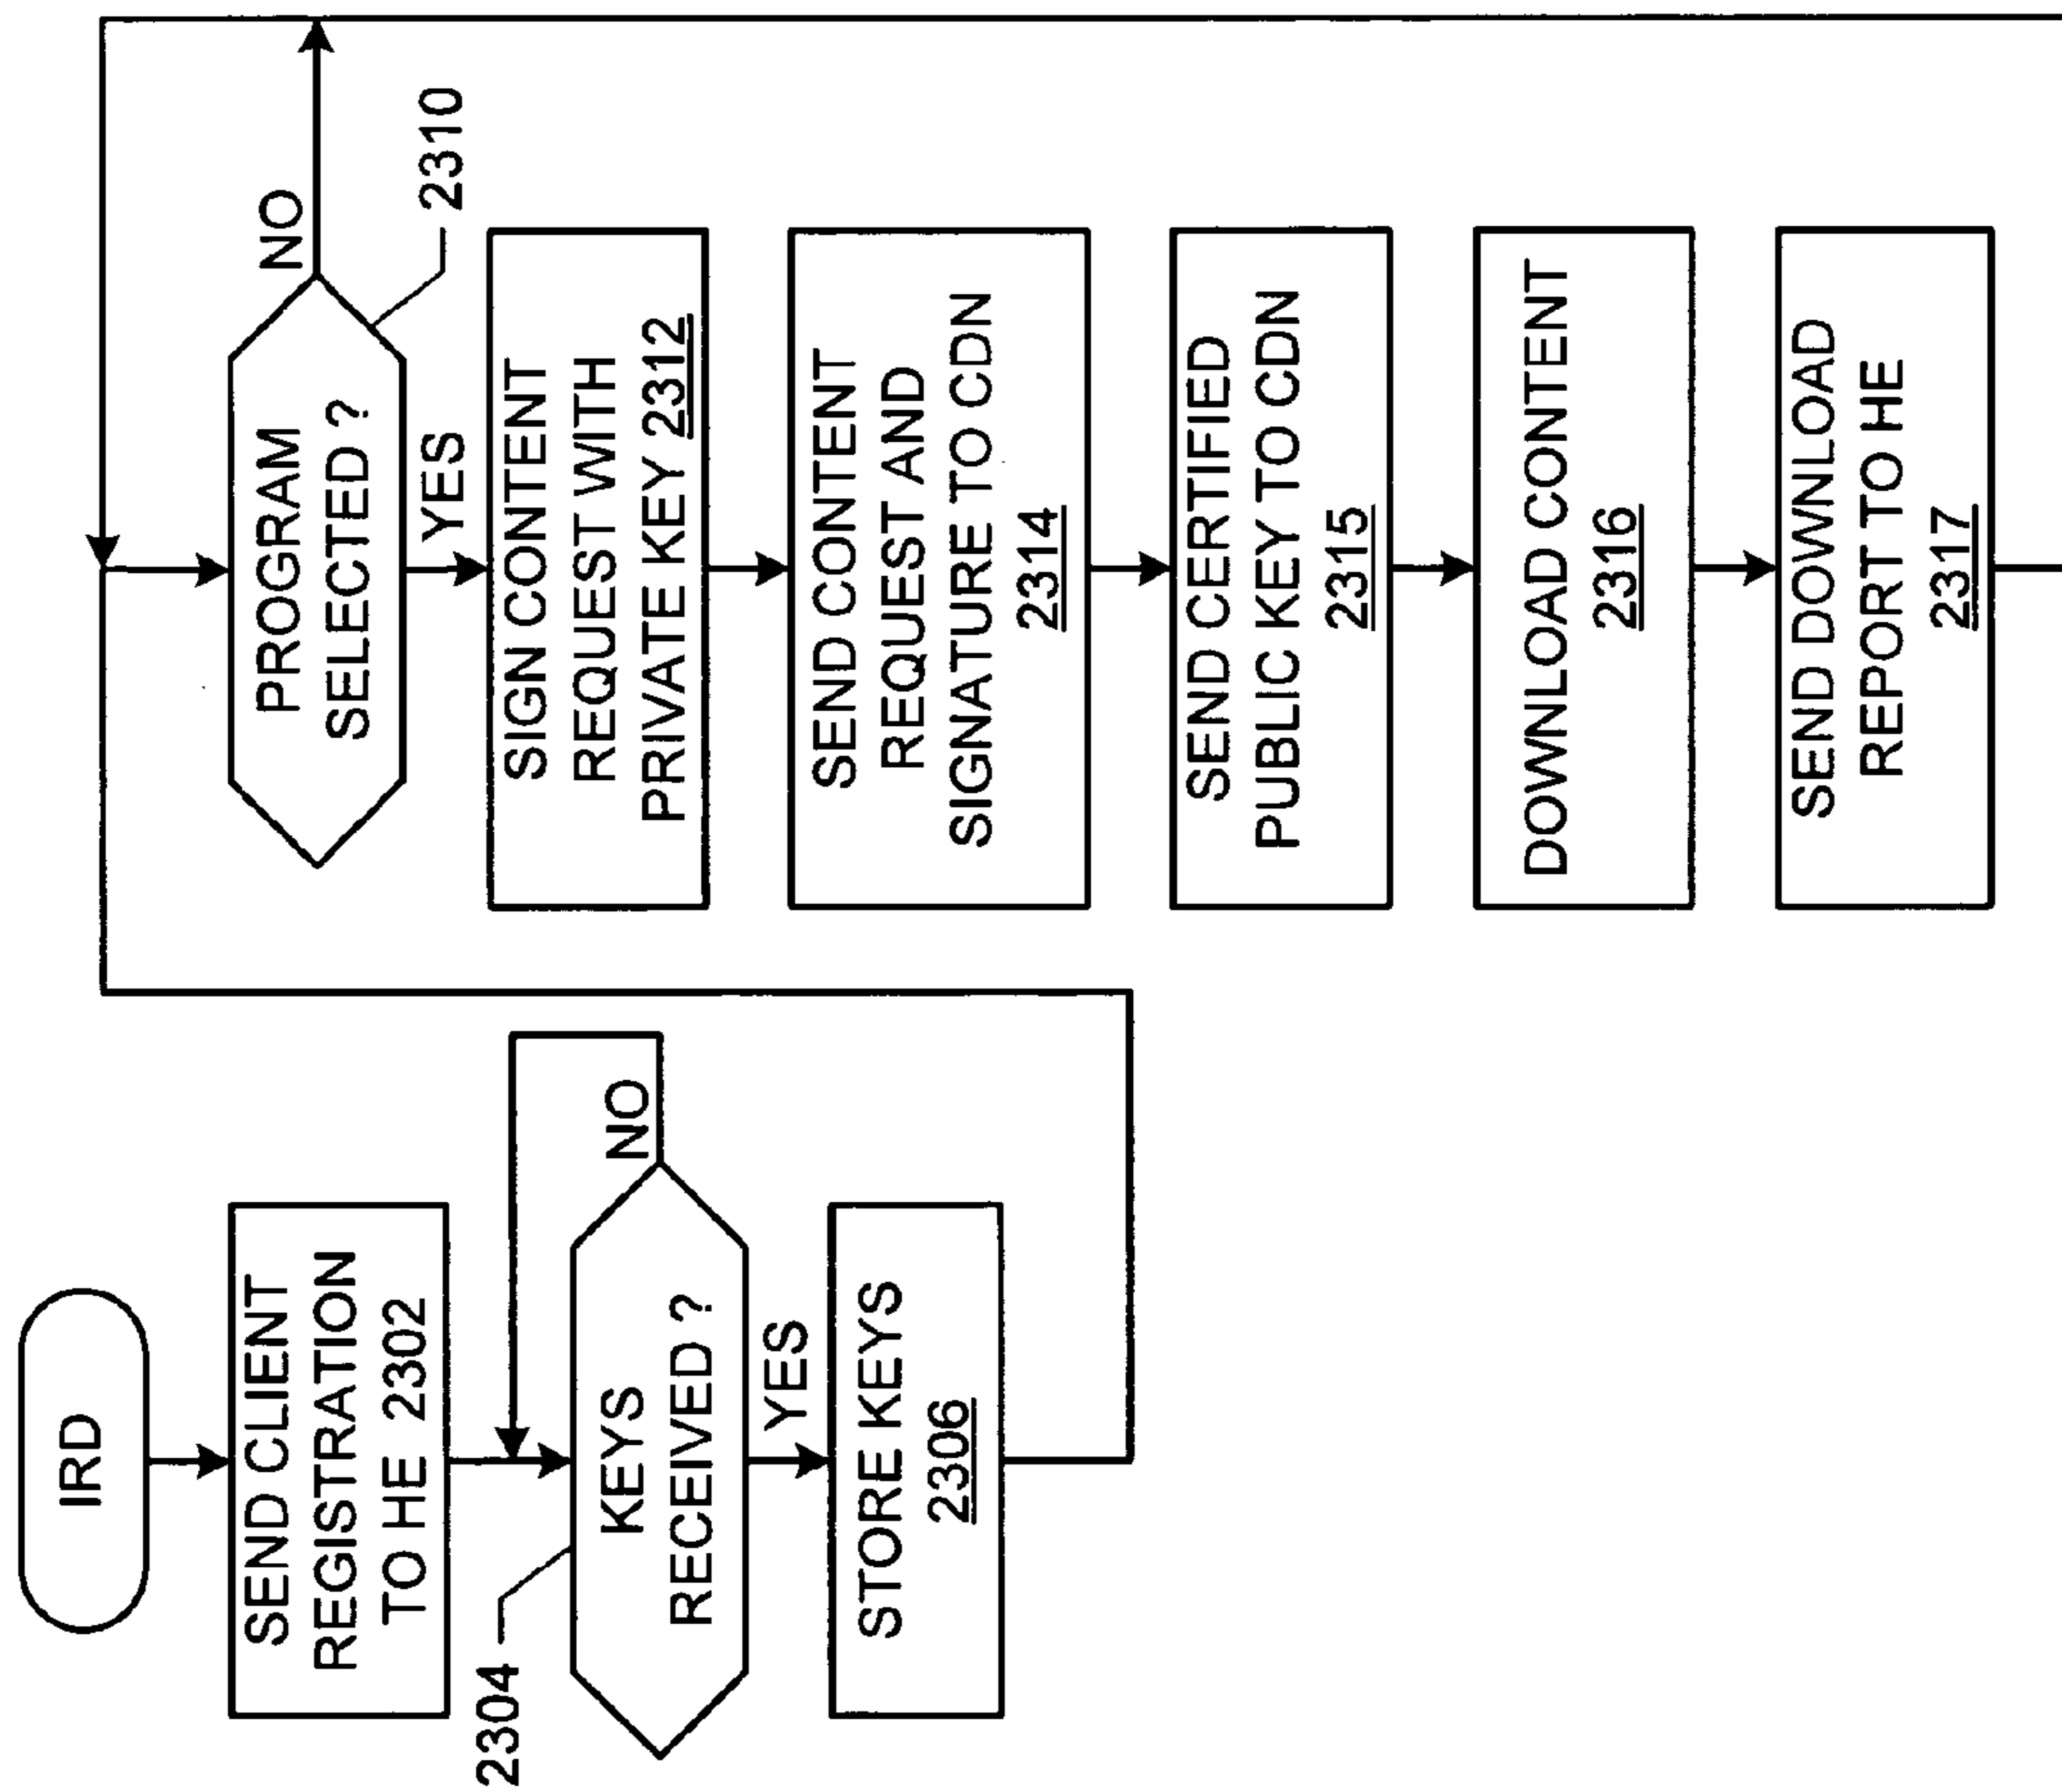 IRD
SEND CLIENT
REGISTRATION
TO HE 2302
2304
KEYS
RECEIVED ?
NO
YES
STORE KEYS
2306
PROGRAM
SELECTED ?
NO
2310
YES
SIGN CONTENT
REQUEST WITH
PRIVATE KEY 2312
SEND CONTENT
REQUEST AND
SIGNATURE TO CDN
2314
SEND CERTIFIED
PUBLIC KEY TO CDN
2315
DOWNLOAD CONTENT
2316
SEND DOWNLOAD
REPORT TO HE
2317